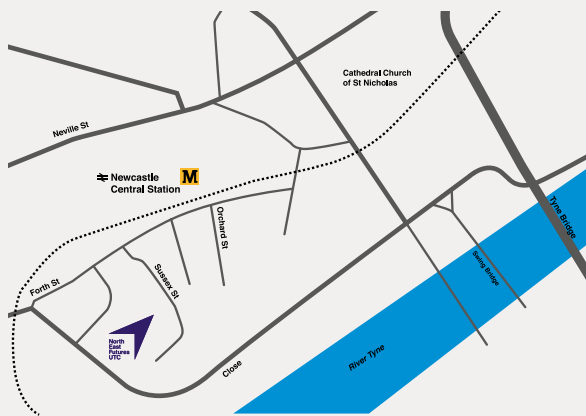 Cathedral Church
of St Nicholas
Neville St
Newcastle
Central Station
M
Orchard St
Tyne Bridge
Swing Bridge
Sussex St
Forth St
North
East
Futures
UTC
River Tyne
Close